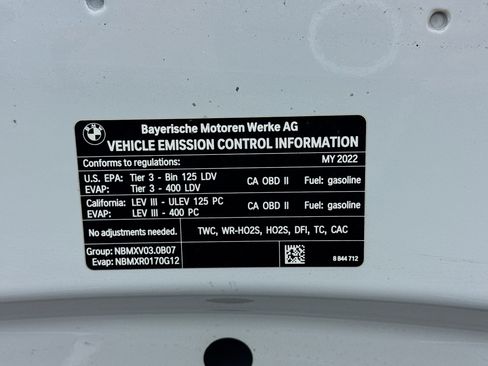 BMW
Bayerische Motoren Werke AG
VEHICLE EMISSION CONTROL INFORMATION
Conforms to regulations: MY 2022
U.S. EPA: Tier 3 - Bin 125 LDV CA OBD II Fuel: gasoline
EVAP: Tier 3 - 400 LDV
California: LEV III - ULEV 125 PC CA OBD II Fuel: gasoline
EVAP: LEV III - 400 PC
No adjustments needed. TWC, WR-HO2S, HO2S, DFI, TC, CAC
Group: NBMXV03.0B07
Evap: NBMXR0170G12 8 844 712